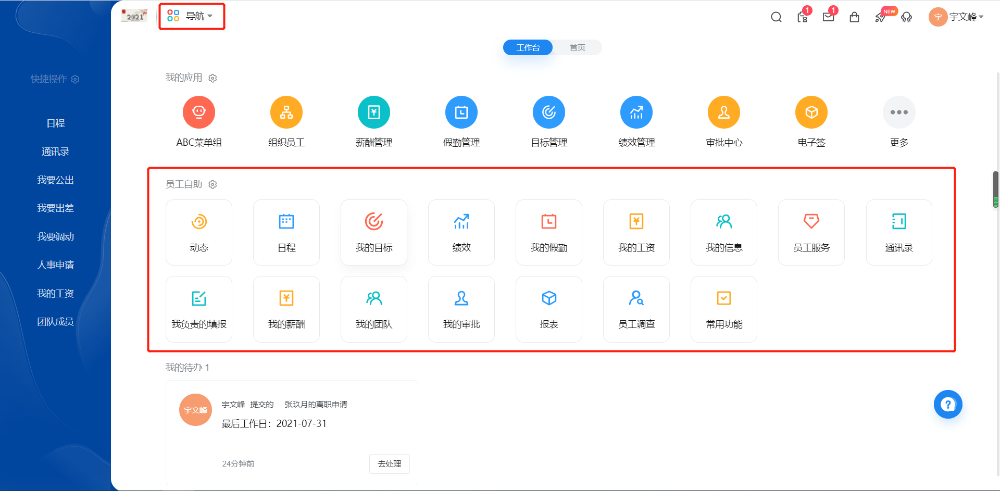 2021
导航
1
1
NEW
宇
宇文峰
工作台
首页
快捷操作
日程
通讯录
我要公出
我要出差
我要调动
人事申请
我的工资
团队成员
我的应用
ABC菜单组
组织员工
薪酬管理
假勤管理
目标管理
绩效管理
审批中心
电子签
更多
员工自助
动态
日程
我的目标
绩效
我的假勤
我的工资
我的信息
员工服务
通讯录
我负责的填报
我的薪酬
我的团队
我的审批
报表
员工调查
常用功能
我的待办 1
宇文峰
宇文峰 提交的 张玖月的离职申请
最后工作日：2021-07-31
24分钟前
去处理